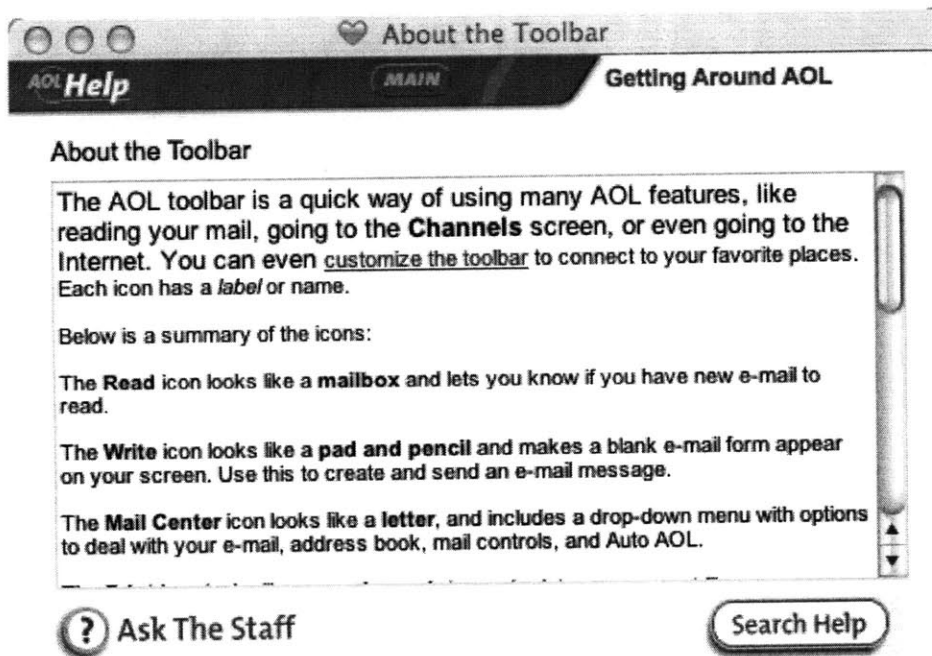 About the Toolbar
AOL Help
MAIN
Getting Around AOL
About the Toolbar
The AOL toolbar is a quick way of using many AOL features, like
reading your mail, going to the Channels screen, or even going to the
Internet. You can even customize the toolbar to connect to your favorite places.
Each icon has a label or name.
Below is a summary of the icons:
The Read icon looks like a mailbox and lets you know if you have new e-mail to
read.
The Write icon looks like a pad and pencil and makes a blank e-mail form appear
on your screen. Use this to create and send an e-mail message.
The Mail Center icon looks like a letter, and includes a drop-down menu with options
to deal with your e-mail, address book, mail controls, and Auto AOL.
? Ask The Staff
Search Help